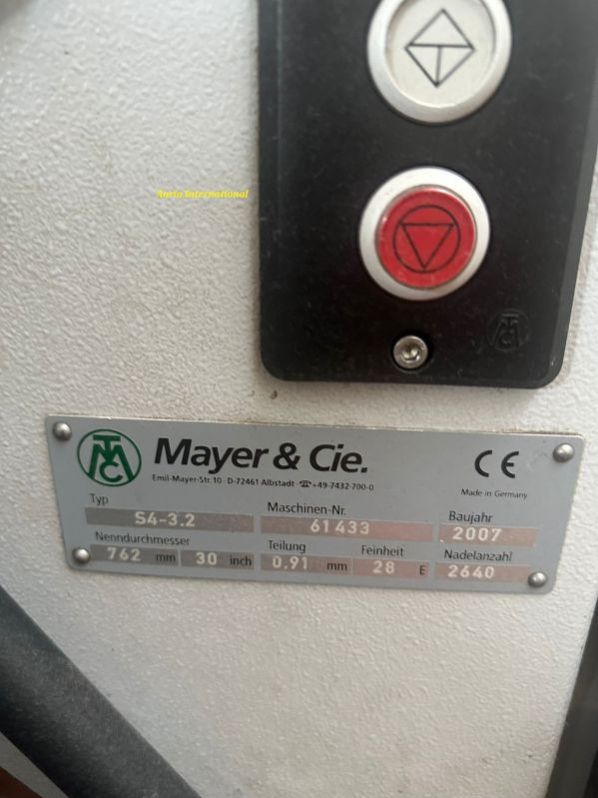 Mayer & Cie.
Emil-Mayer-Str. 10 · D-72461 Albstadt · ☎+49-7432-700-0
CE
Made in Germany
Typ S4-3.2 Maschinen-Nr. 61433 Baujahr 2007
Nenndurchmesser 762 mm 30 inch Teilung 0,91 mm Feinheit 28 E Nadelanzahl 2640
International